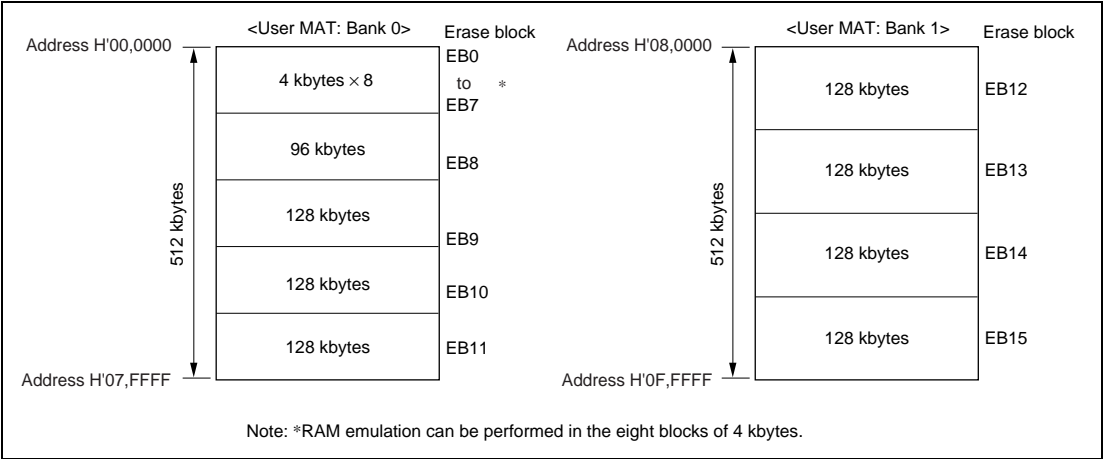 <User MAT: Bank 0>
Erase block
Address H'00,0000
EB0
to *
EB7
4 kbytes × 8
96 kbytes
EB8
128 kbytes
EB9
128 kbytes
EB10
128 kbytes
EB11
512 kbytes
Address H'07,FFFF
<User MAT: Bank 1>
Erase block
Address H'08,0000
128 kbytes
EB12
128 kbytes
EB13
128 kbytes
EB14
128 kbytes
EB15
512 kbytes
Address H'0F,FFFF
Note: *RAM emulation can be performed in the eight blocks of 4 kbytes.